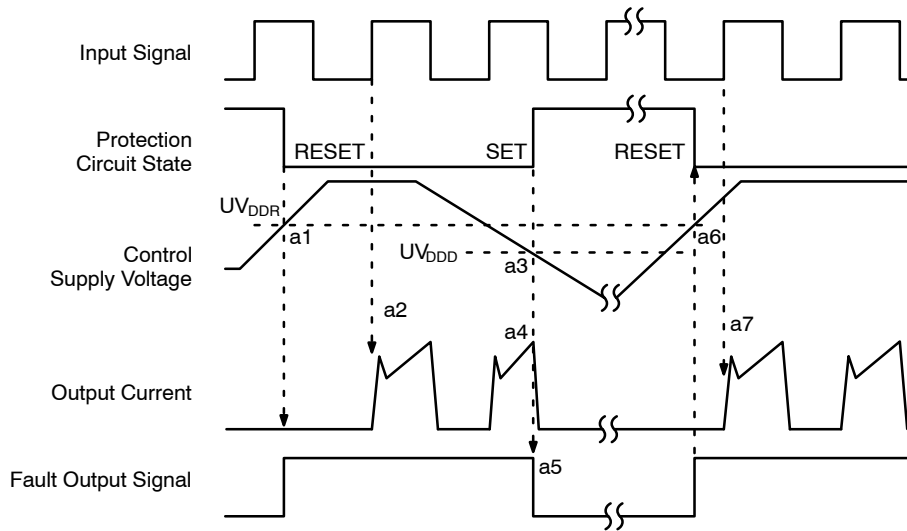 Input Signal
Protection
Circuit State
RESET
SET
RESET
UVDDR
a1
a6
Control
Supply Voltage
UVDDD
a3
a2
a4
a7
Output Current
a5
Fault Output Signal